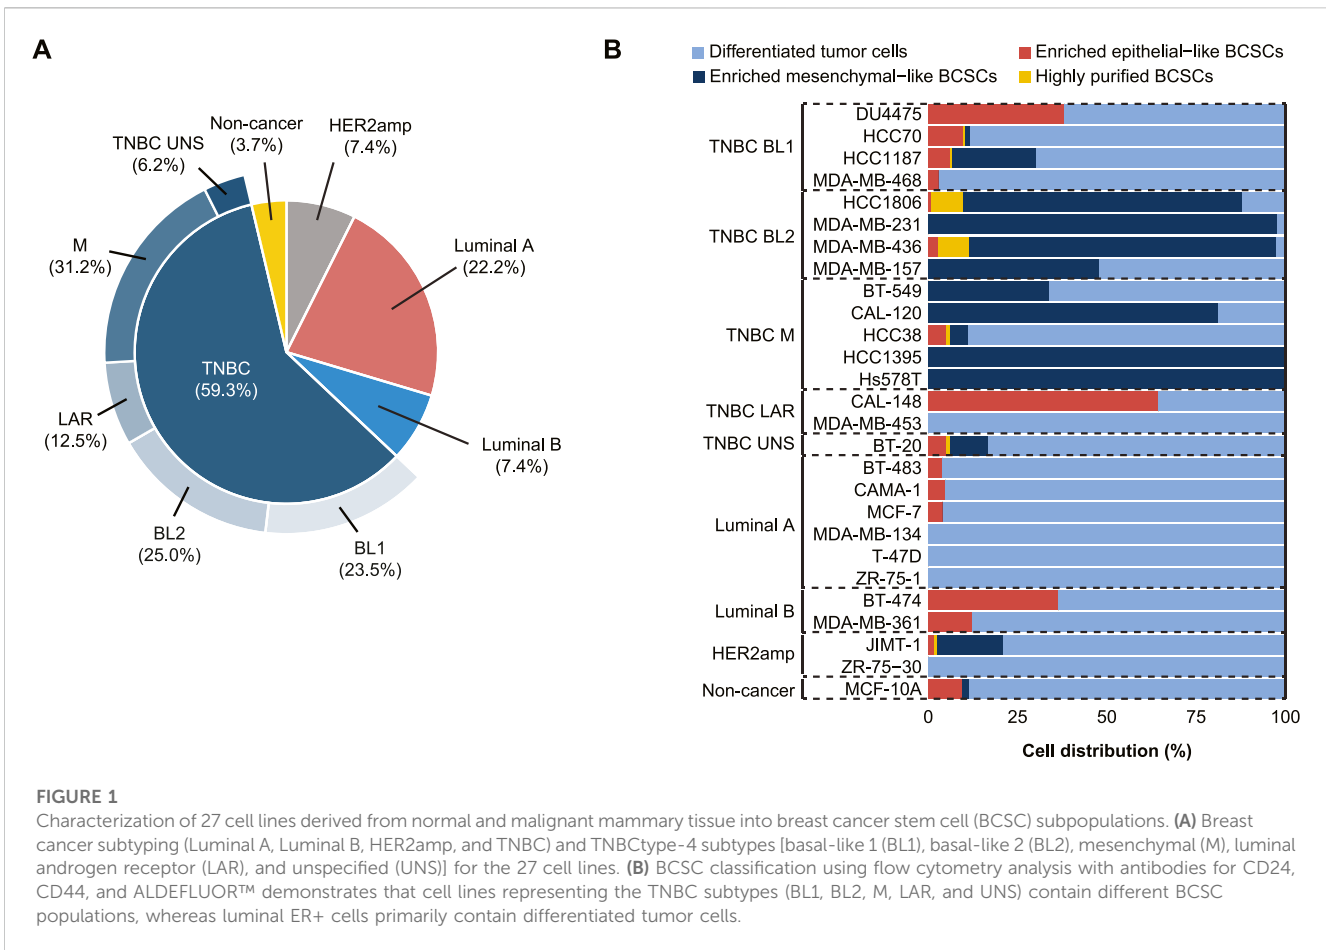 A
Non-cancer
(3.7%)
HER2amp
(7.4%)
TNBC UNS
(6.2%)
M
(31.2%)
Luminal A
(22.2%)
TNBC
(59.3%)
LAR
(12.5%)
Luminal B
(7.4%)
BL2
(25.0%)
BL1
(23.5%)
B
Differentiated tumor cells
Enriched epithelial−like BCSCs
Enriched mesenchymal−like BCSCs
Highly purified BCSCs
TNBC BL1
DU4475
HCC70
HCC1187
MDA-MB-468
TNBC BL2
HCC1806
MDA-MB-231
MDA-MB-436
MDA-MB-157
TNBC M
BT-549
CAL-120
HCC38
HCC1395
Hs578T
TNBC LAR
CAL-148
MDA-MB-453
TNBC UNS
BT-20
Luminal A
BT-483
CAMA-1
MCF-7
MDA-MB-134
T-47D
ZR-75-1
Luminal B
BT-474
MDA-MB-361
HER2amp
JIMT-1
ZR-75−30
Non-cancer
MCF-10A
0 25 50 75 100
Cell distribution (%)
FIGURE 1
Characterization of 27 cell lines derived from normal and malignant mammary tissue into breast cancer stem cell (BCSC) subpopulations. (A) Breast
cancer subtyping (Luminal A, Luminal B, HER2amp, and TNBC) and TNBCtype-4 subtypes [basal-like 1 (BL1), basal-like 2 (BL2), mesenchymal (M), luminal
androgen receptor (LAR), and unspecified (UNS)] for the 27 cell lines. (B) BCSC classification using flow cytometry analysis with antibodies for CD24,
CD44, and ALDEFLUOR™ demonstrates that cell lines representing the TNBC subtypes (BL1, BL2, M, LAR, and UNS) contain different BCSC
populations, whereas luminal ER+ cells primarily contain differentiated tumor cells.